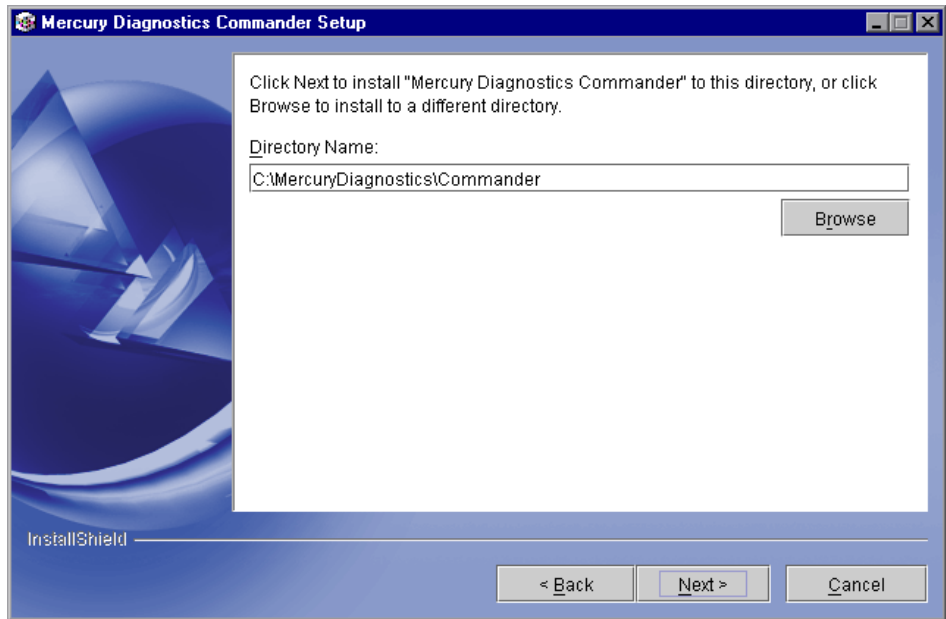 Mercury Diagnostics Commander Setup
Click Next to install "Mercury Diagnostics Commander" to this directory, or click
Browse to install to a different directory.
Directory Name:
C:\MercuryDiagnostics\Commander
Browse
InstallShield
< Back
Next >
Cancel